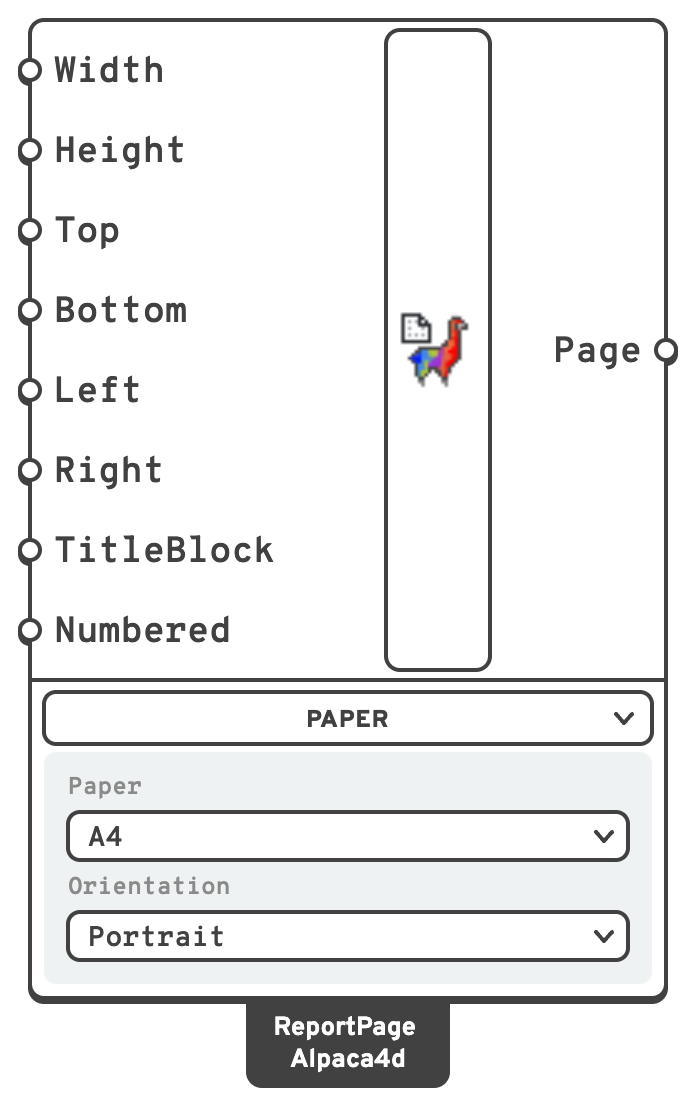 Width
Height
Top
Bottom
Left
Right
TitleBlock
Numbered
Page
PAPER
Paper
A4
Orientation
Portrait
ReportPage
Alpaca4d